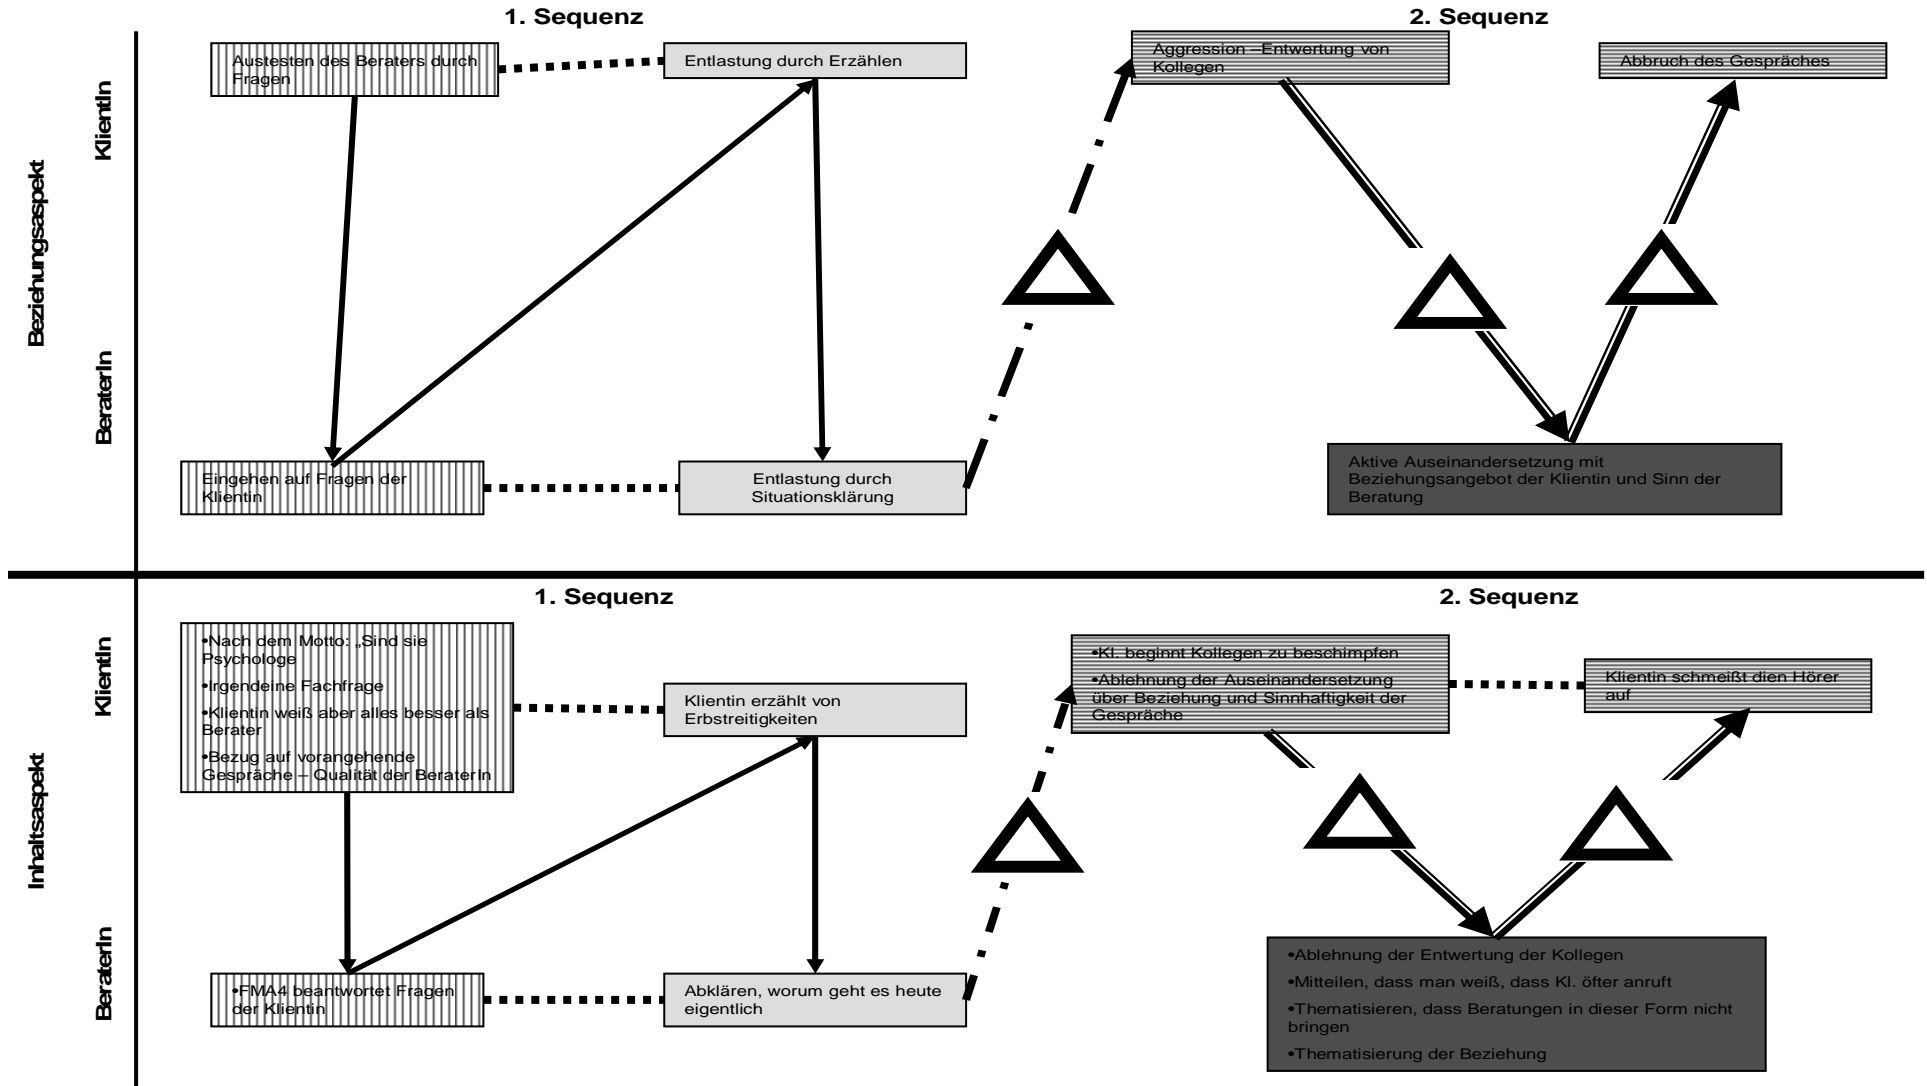 1. Sequenz
2. Sequenz
Beziehungsaspekt
KlientIn
BeraterIn
Austesten des Beraters durch
Fragen
Entlastung durch Erzählen
Aggression –Entwertung von
Kollegen
Abbruch des Gespräches
Eingehen auf Fragen der
Klientin
Entlastung durch
Situationsklärung
Aktive Auseinandersetzung mit
Beziehungsangebot der Klientin und Sinn der
Beratung
1. Sequenz
2. Sequenz
Inhaltsaspekt
KlientIn
BeraterIn
•Nach dem Motto: „Sind sie
Psychologe
•Irgendeine Fachfrage
•Klientin weiß aber alles besser als
Berater
•Bezug auf vorangehende
Gespräche – Qualität der BeraterIn
Klientin erzählt von
Erbstreitigkeiten
•Kl. beginnt Kollegen zu beschimpfen
•Ablehnung der Auseinandersetzung
über Beziehung und Sinnhaftigkeit der
Gespräche
Klientin schmeißt dien Hörer
auf
•FMA4 beantwortet Fragen
der Klientin
Abklären, worum geht es heute
eigentlich
•Ablehnung der Entwertung der Kollegen
•Mitteilen, dass man weiß, dass Kl. öfter anruft
•Thematisieren, dass Beratungen in dieser Form nicht
bringen
•Thematisierung der Beziehung